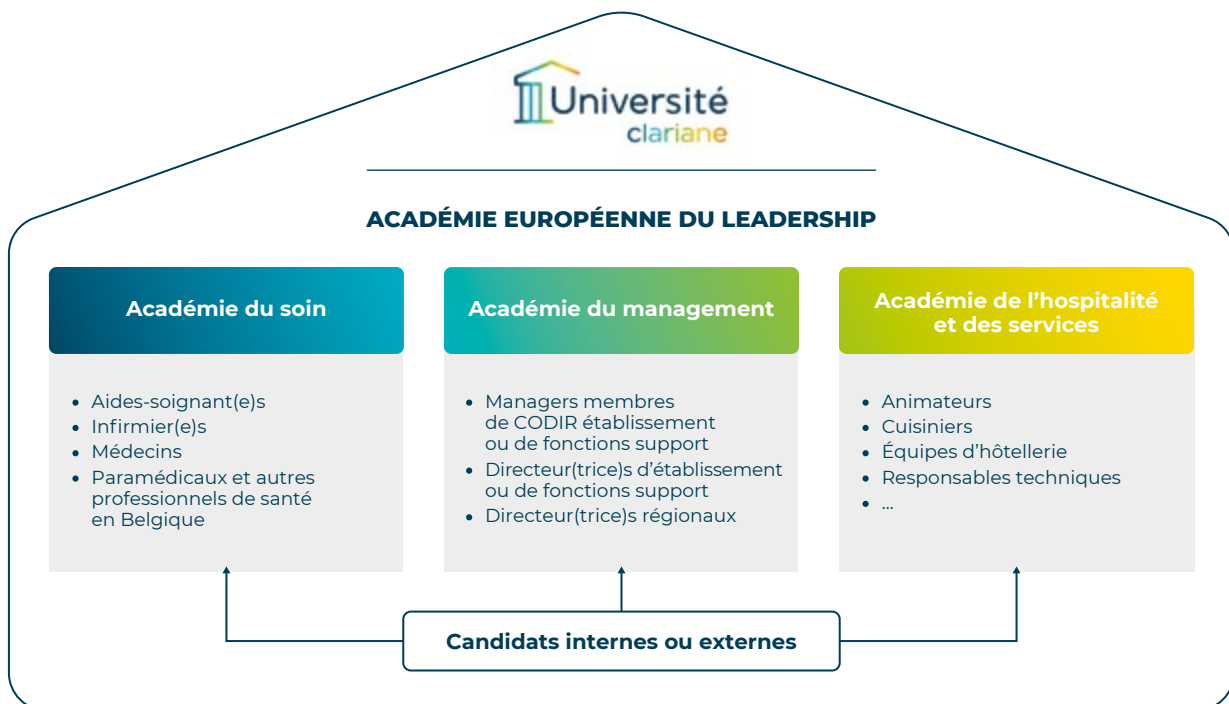 Université
clariane
ACADÉMIE EUROPÉENNE DU LEADERSHIP
Académie du soin
• Aides-soignant(e)s
• Infirmier(e)s
• Médecins
• Paramédicaux et autres
professionnels de santé
en Belgique
Académie du management
• Managers membres
de CODIR établissement
ou de fonctions support
• Directeur(trice)s d’établissement
ou de fonctions support
• Directeur(trice)s régionaux
Académie de l’hospitalité
et des services
• Animateurs
• Cuisiniers
• Équipes d’hôtellerie
• Responsables techniques
• ...
Candidats internes ou externes